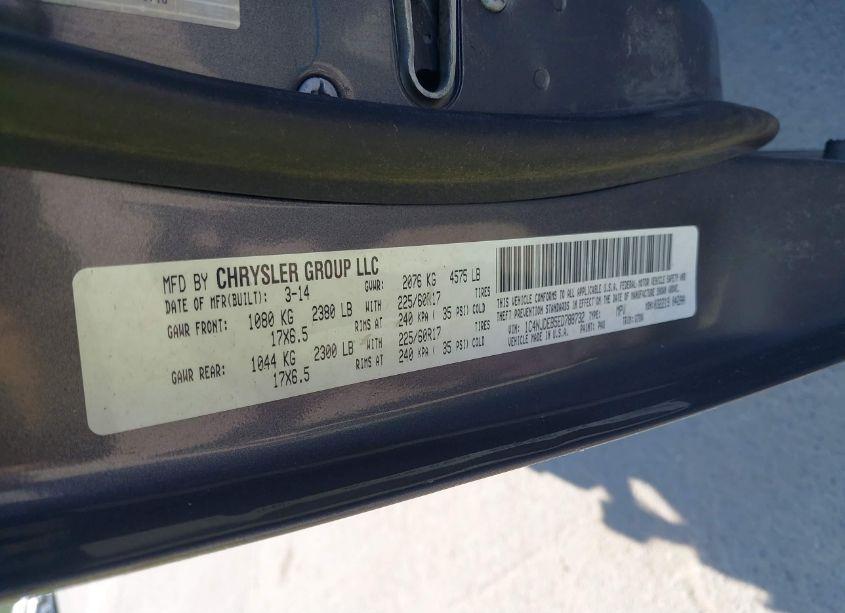 MFD BY CHRYSLER GROUP LLC
DATE OF MFR(BUILT): 3-14 GVWR: 2076 KG 4575 LB
GAWR FRONT: 1080 KG 2380 LB WITH 225/60R17 TIRES
17X6.5 RIMS AT 240 KPA ( 35 PSI) COLD
GAWR REAR: 1044 KG 2300 LB WITH 225/60R17 TIRES
17X6.5 RIMS AT 240 KPA ( 35 PSI) COLD
THIS VEHICLE CONFORMS TO ALL APPLICABLE U.S.A. FEDERAL MOTOR VEHICLE SAFETY AND
THEFT PREVENTION STANDARDS IN EFFECT ON THE DATE OF MANUFACTURE SHOWN ABOVE.
VIN: 1C4NJCEB5ED788732 TYPE: MPV
VEHICLE MADE IN U.S.A. PAINT: TRIM: